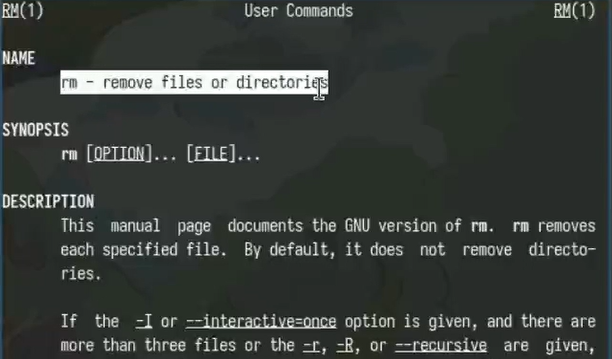 RM(1) User Commands RM(1)
NAME
rm - remove files or directories
SYNOPSIS
rm [OPTION]... [FILE]...
DESCRIPTION
This manual page documents the GNU version of rm. rm removes
each specified file. By default, it does not remove directo-
ries.
If the -I or --interactive=once option is given, and there are
more than three files or the -r, -R, or --recursive are given,